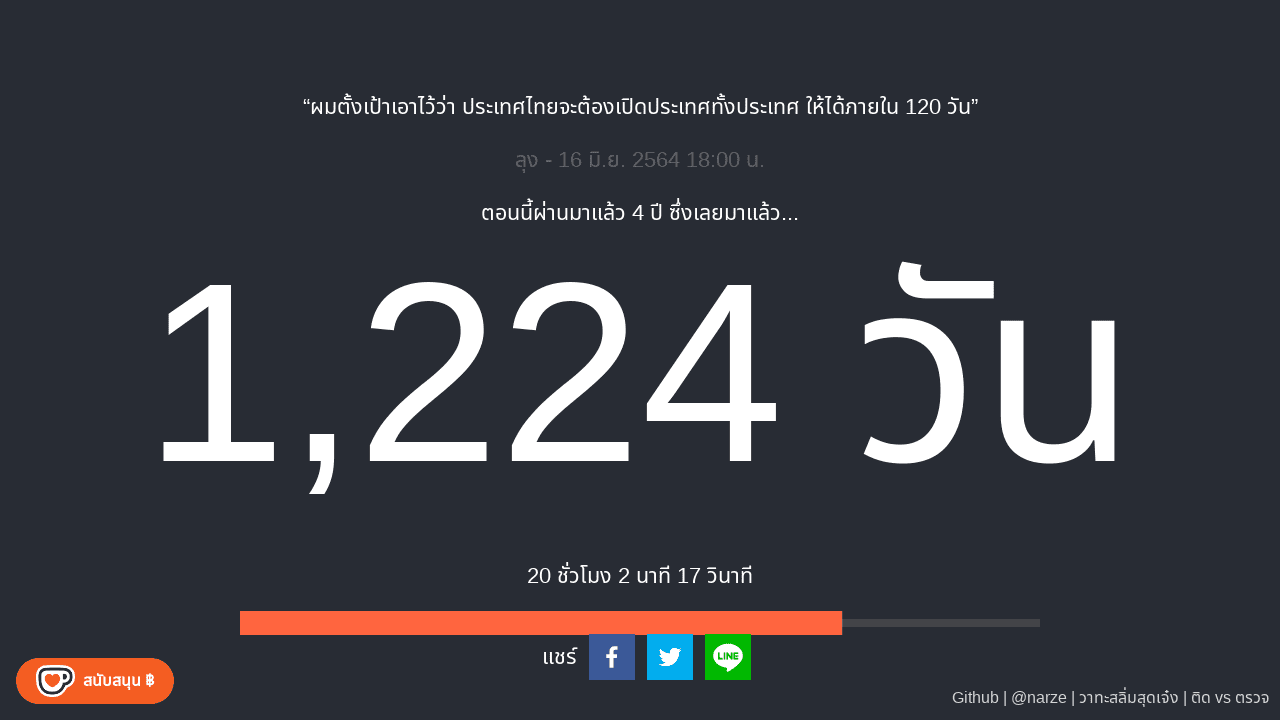 “ผมตั้งเป้าเอาไว้ว่า ประเทศไทยจะต้องเปิดประเทศทั้งประเทศ ให้ได้ภายใน 120 วัน”
ลุง - 16 มิ.ย. 2564 18:00 น.
ตอนนี้ผ่านมาแล้ว 4 ปี ซึ่งเลยมาแล้ว...
1,224 วัน
20 ชั่วโมง 2 นาที 17 วินาที
แชร์
LINE
สนับสนุน ฿
Github | @narze | วาทะสลิ่มสุดเจ๋ง | ติด vs ตรวจ